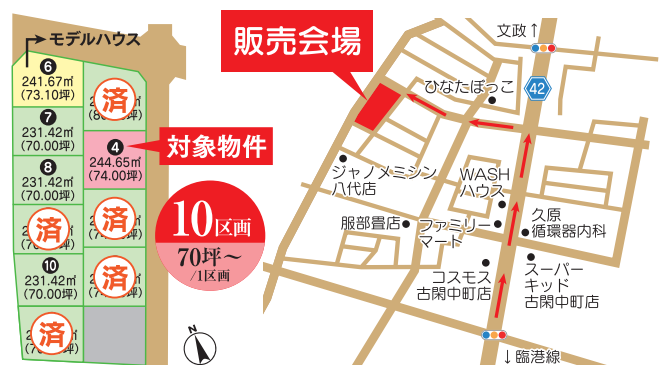 モデルハウス
6
241.67㎡
(73.10坪)
済
7
231.42㎡
(70.00坪)
4
244.65㎡
(74.00坪)
対象物件
8
231.42㎡
(70.00坪)
済
済
10
231.42㎡
(70.00坪)
済
済
10区画
70坪～
/1区画
N
販売会場
文政↑
42
ひなたぼっこ
ジャノメミシン
八代店
WASH
ハウス
服部畳店
ファミリー
マート
久原
循環器内科
コスモス
古閑中町店
スーパー
キッド
古閑中町店
↓臨港線